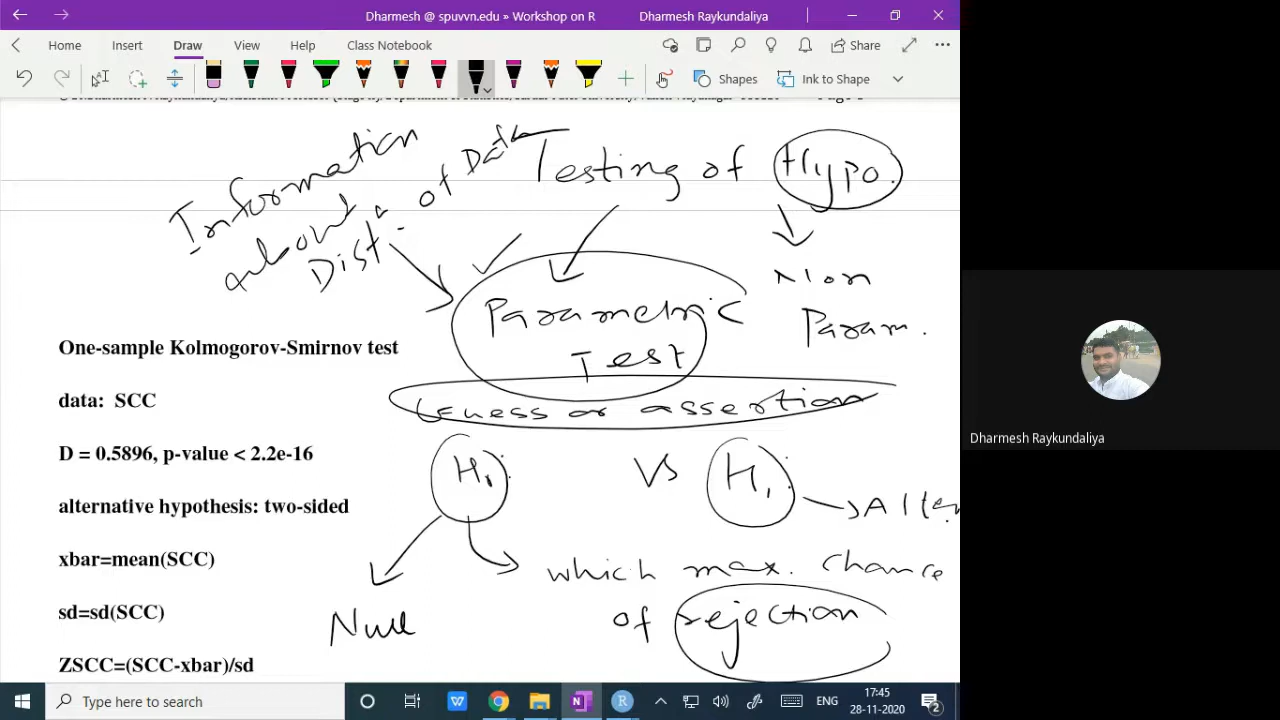 Dharmesh @ spuvvn.edu » Workshop on R
Dharmesh Raykundaliya
Home
Insert
Draw
View
Help
Class Notebook
Share
Shapes
Ink to Shape
Information
about
Dist n. of Data
Testing of Hypo.
Parametric
Test
Non
Param.
Guess or assertion
H
VS
H1
Alter
which max. chance
of rejection
Null
One-sample Kolmogorov-Smirnov test
data: SCC
D = 0.5896, p-value < 2.2e-16
alternative hypothesis: two-sided
xbar=mean(SCC)
sd=sd(SCC)
ZSCC=(SCC-xbar)/sd
Dharmesh Raykundaliya
Type here to search
ENG
17:45
28-11-2020
2